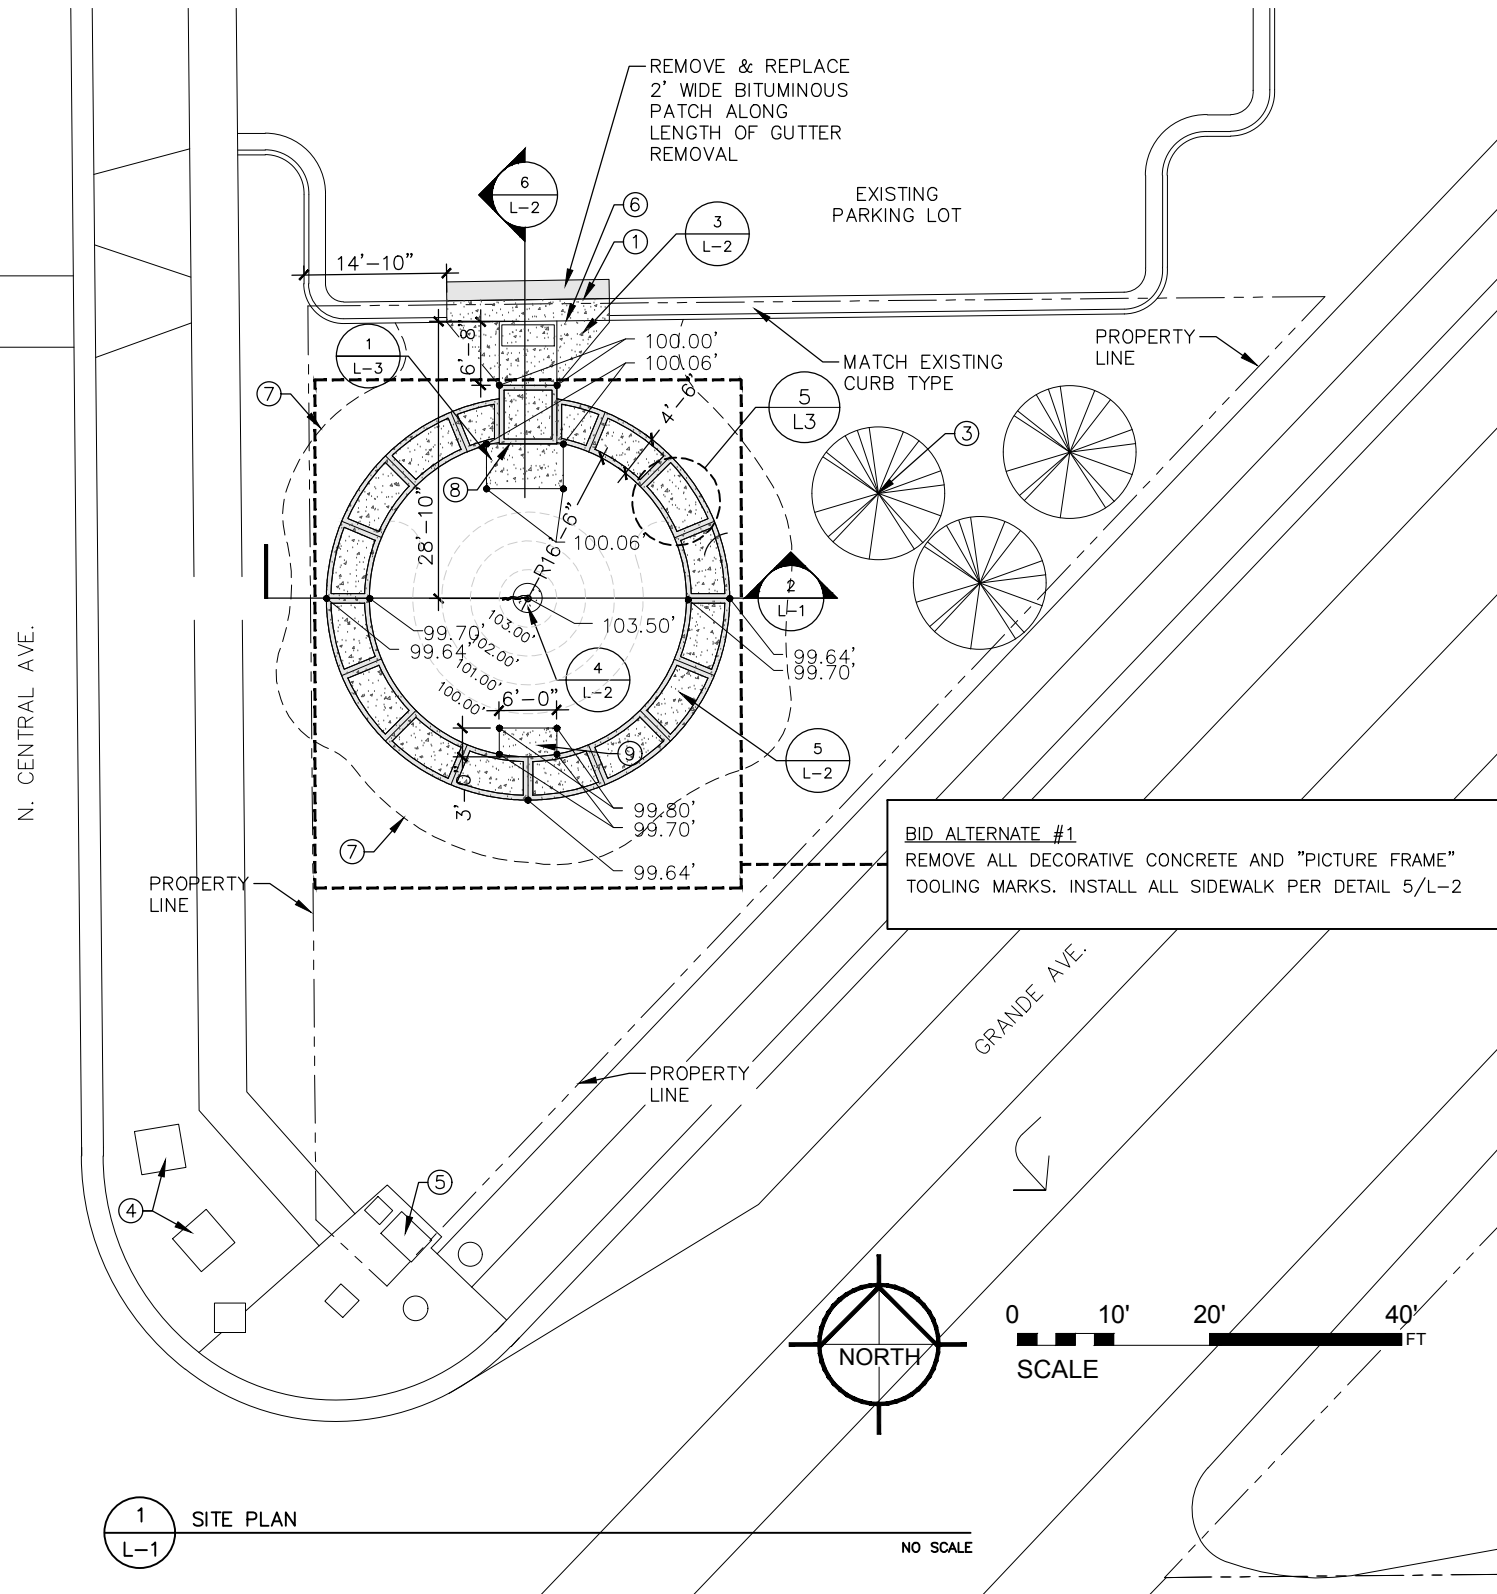 REMOVE & REPLACE
2' WIDE BITUMINOUS
PATCH ALONG
LENGTH OF GUTTER
REMOVAL
6
L-2
6
1
3
L-2
EXISTING
PARKING LOT
14'-10"
1
L-3
6'-8"
100.00'
100.06'
MATCH EXISTING
CURB TYPE
PROPERTY
LINE
7
5
L3
4'-6"
3
8
28'-10"
R16'-6"
100.06'
2
L-1
103.50'
103.00'
102.00'
101.00'
100.00'
99.70'
99.64'
99.64'
99.70'
4
L-2
6'-0"
9
5
L-2
3'-0"
99.80'
99.70'
99.64'
7
N. CENTRAL AVE.
BID ALTERNATE #1
REMOVE ALL DECORATIVE CONCRETE AND "PICTURE FRAME"
TOOLING MARKS. INSTALL ALL SIDEWALK PER DETAIL 5/L-2
PROPERTY
LINE
GRANDE AVE.
PROPERTY
LINE
4
5
NORTH
0 10' 20' 40'
FT
SCALE
1
L-1
SITE PLAN
NO SCALE